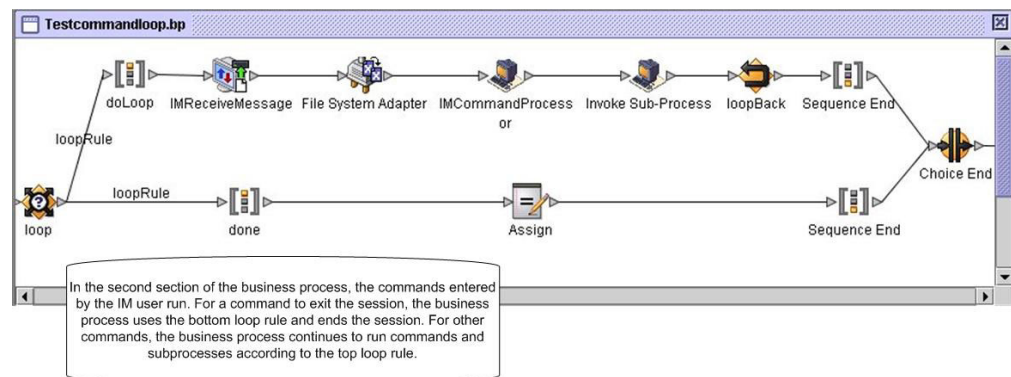 Testcommandloop.bp
doLoop
IMReceiveMessage
File System Adapter
IMCommandProcess
or
Invoke Sub-Process
loopBack
Sequence End
loopRule
Choice End
loopRule
loop
done
Assign
Sequence End
In the second section of the business process, the commands entered
by the IM user run. For a command to exit the session, the business
process uses the bottom loop rule and ends the session. For other
commands, the business process continues to run commands and
subprocesses according to the top loop rule.